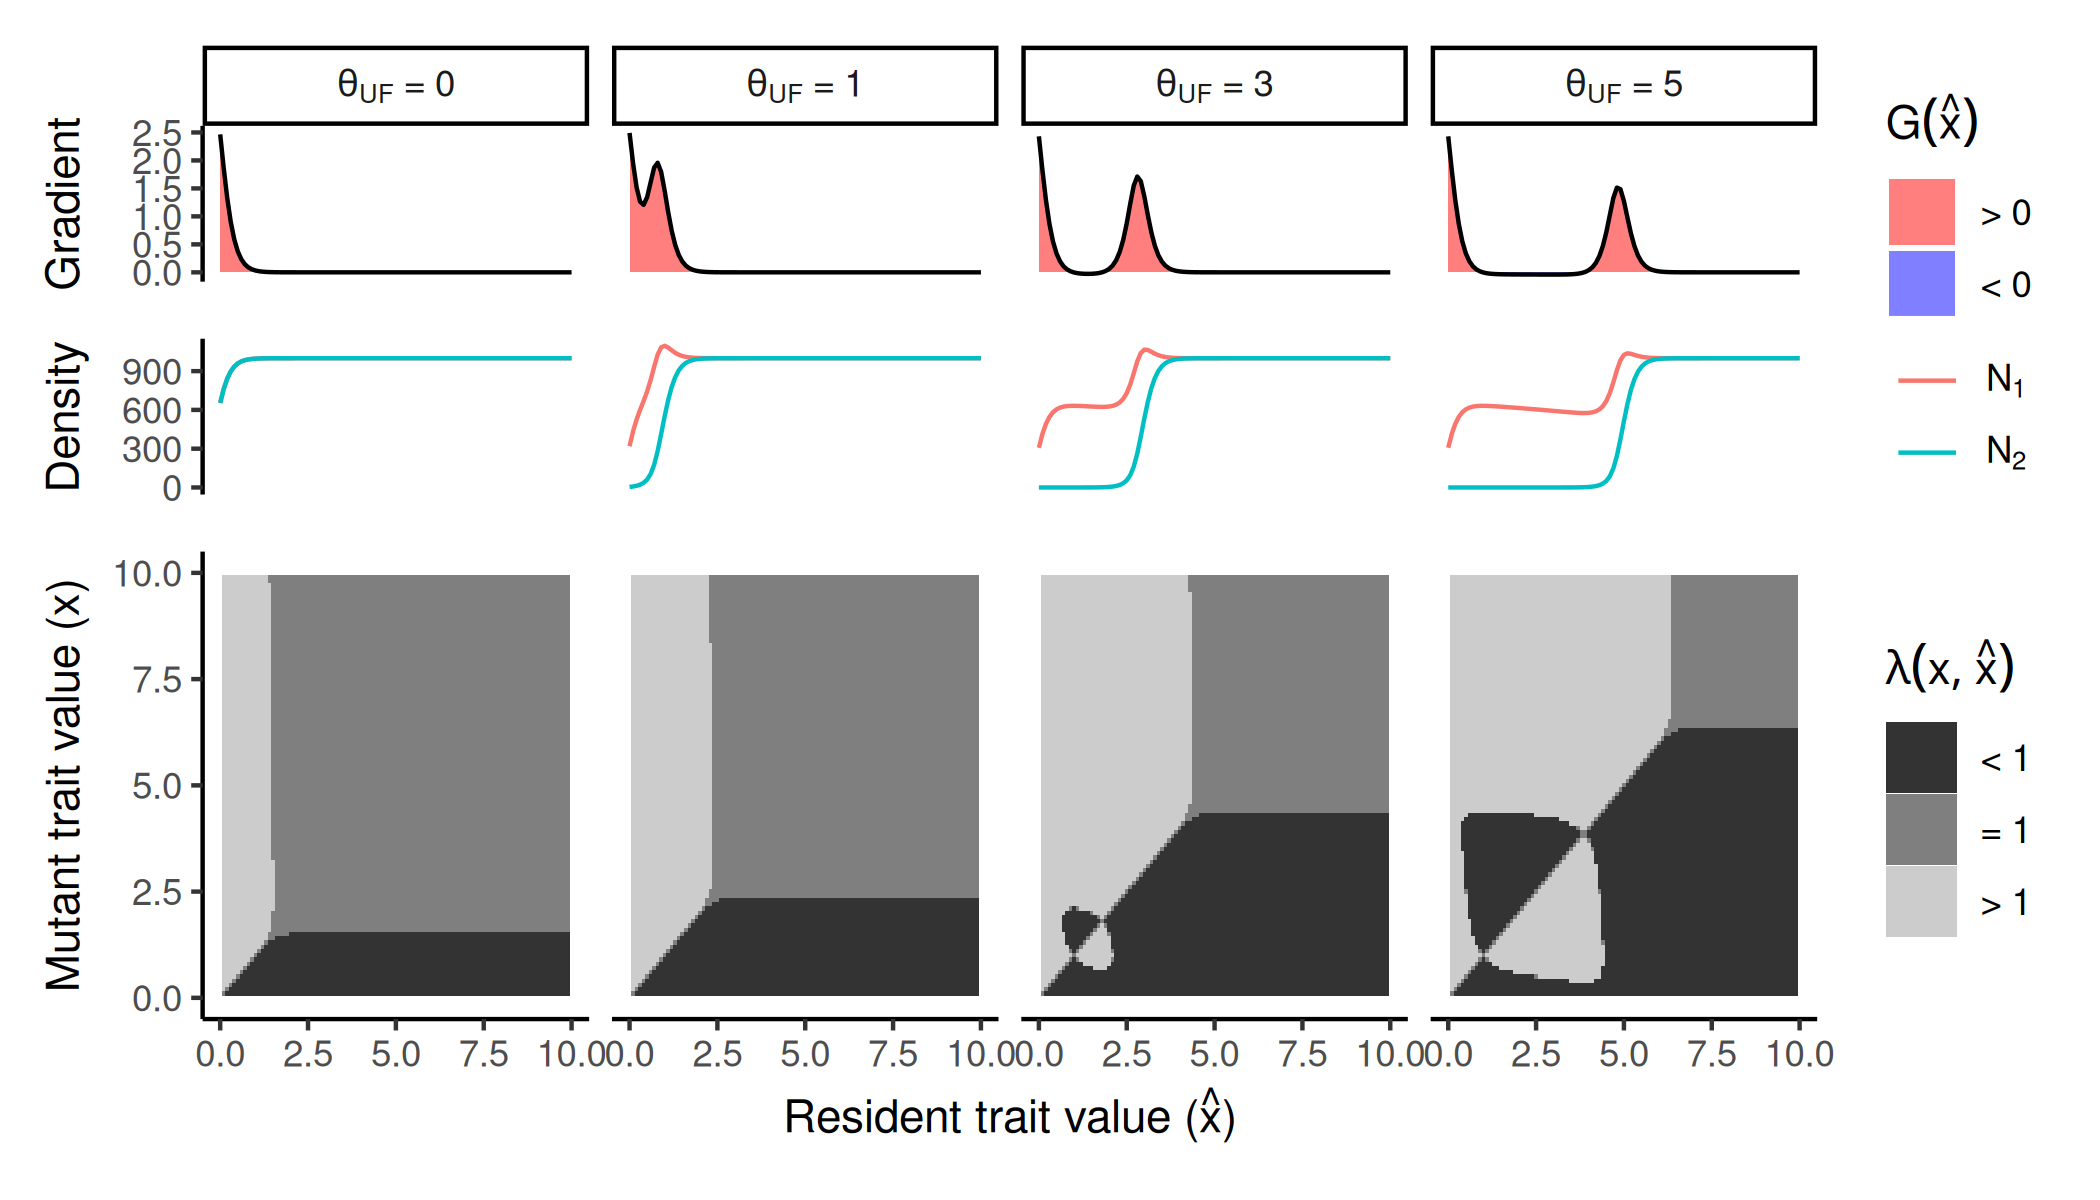 θUF = 0 θUF = 1 θUF = 3 θUF = 5
Gradient
2.5
2.0
1.5
1.0
0.5
0.0
G(x̂)
> 0
< 0
Density
900
600
300
0
N1
N2
Mutant trait value (x)
10.0
7.5
5.0
2.5
0.0
λ(x, x̂)
< 1
= 1
> 1
0.0 2.5 5.0 7.5 10.0 0.0 2.5 5.0 7.5 10.0 0.0 2.5 5.0 7.5 10.0 0.0 2.5 5.0 7.5 10.0
Resident trait value (x̂)